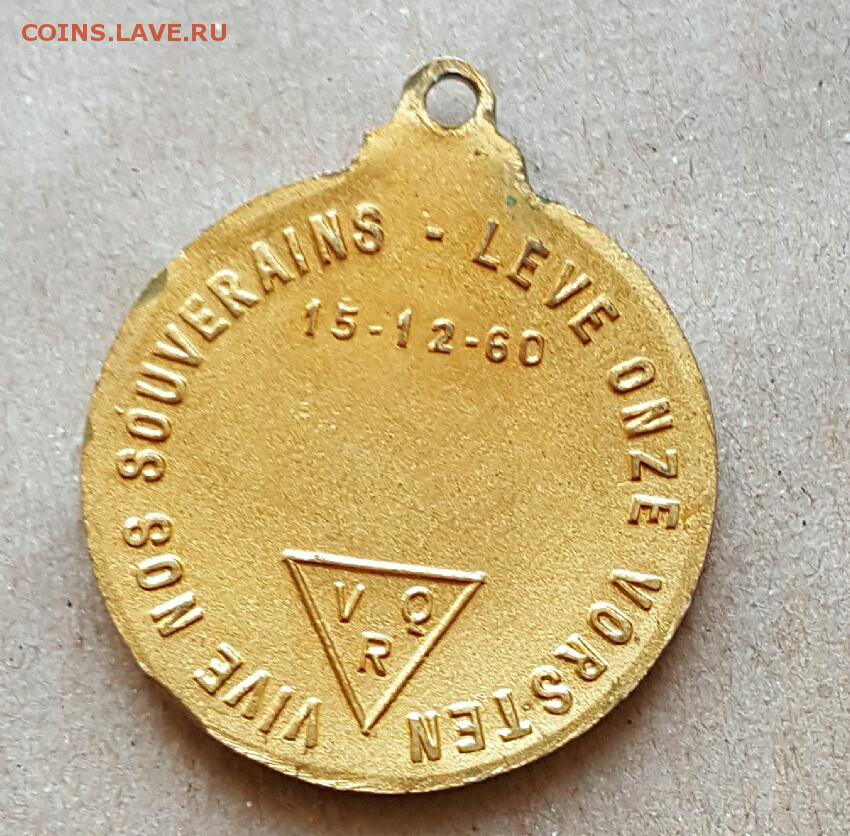 COINS.LAVE.RU
VIVE NOS SOUVERAINS - LEVE ONZE VORSTEN
15-12-60
V Q
R